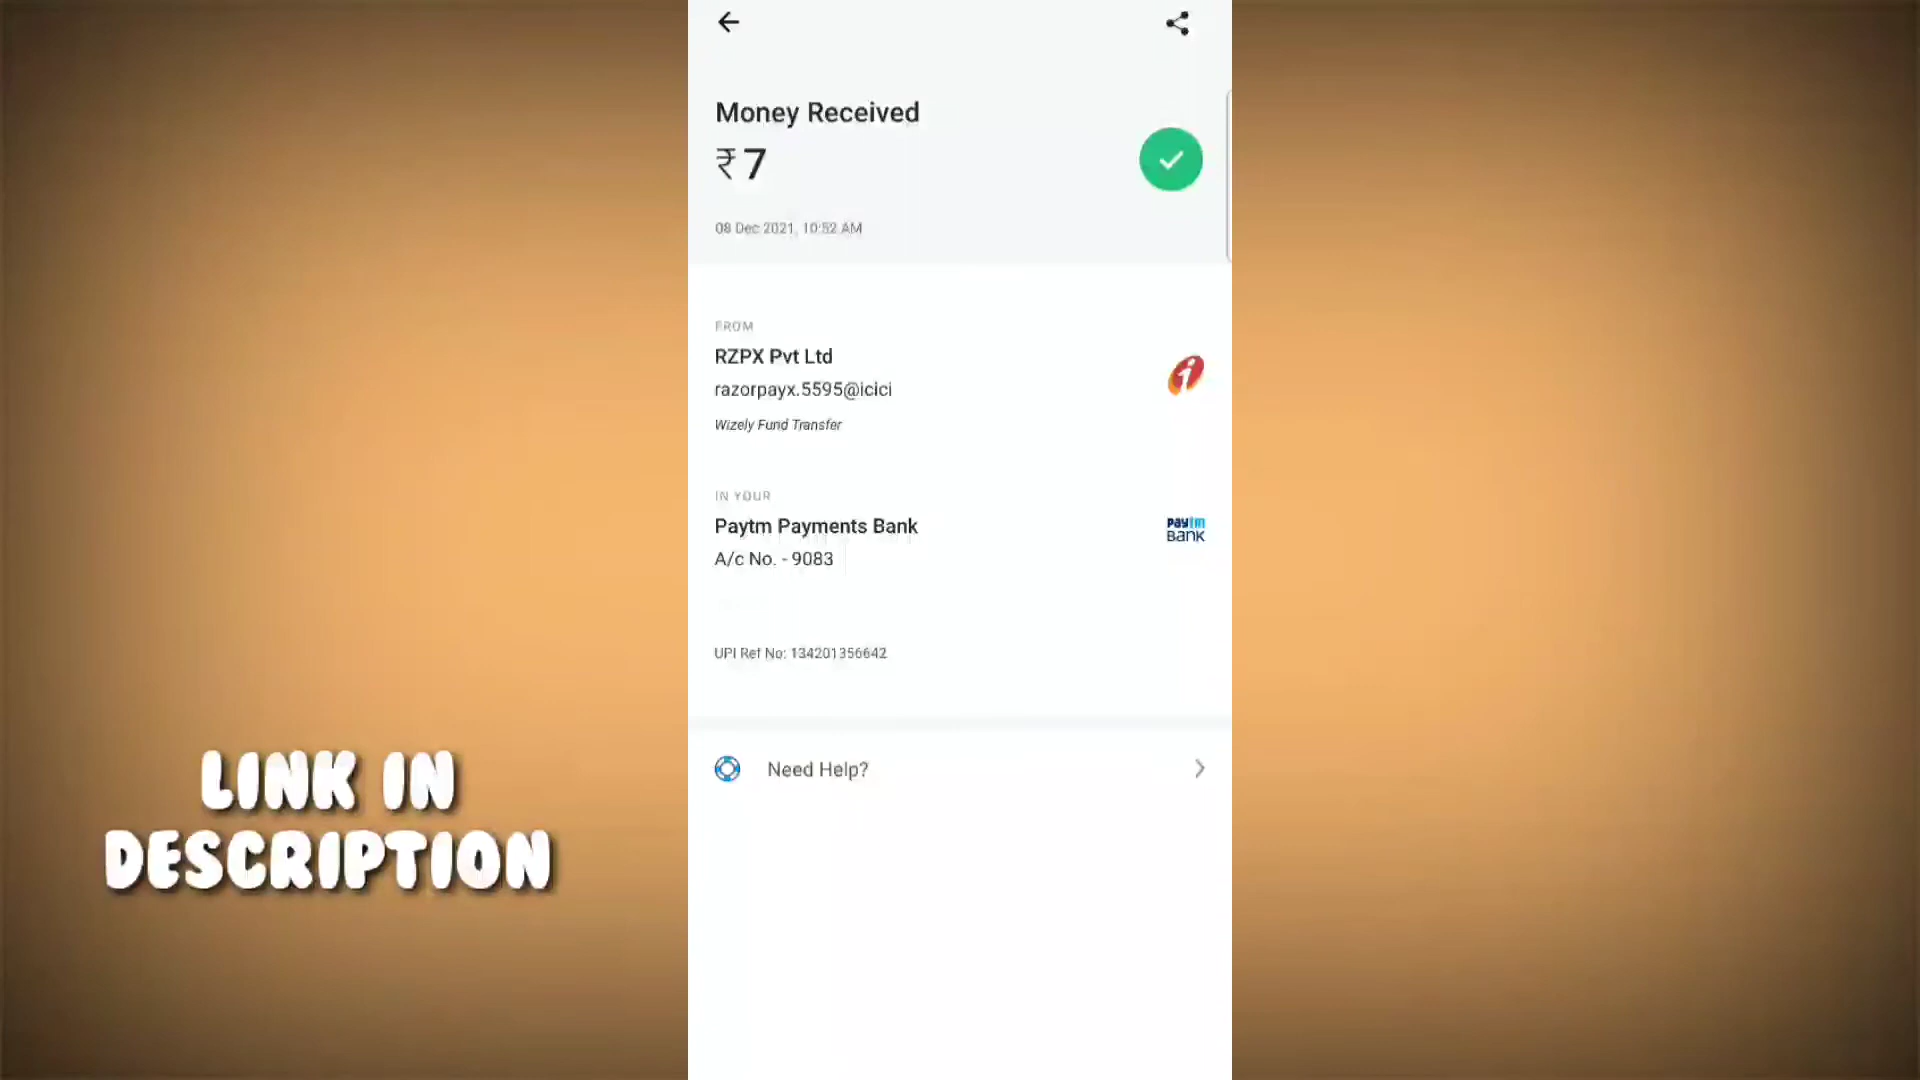 Money Received
₹7
08 Dec 2021, 10:52 AM
FROM
RZPX Pvt Ltd
razorpayx.5595@icici
Wizely Fund Transfer
IN YOUR
Paytm Payments Bank
A/c No. - 9083
paytm
BANK
UPI Ref No: 134201356642
Need Help?
LINK IN
DESCRIPTION